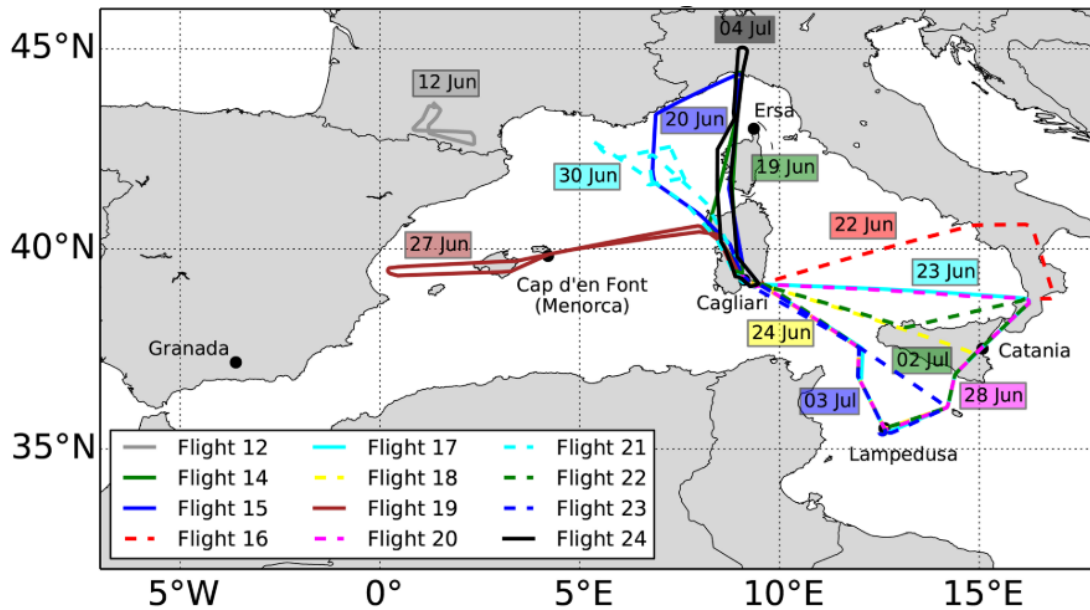 45°N
40°N
35°N
04 Jul
12 Jun
20 Jun
Ersa
19 Jun
30 Jun
22 Jun
27 Jun
23 Jun
Cap d'en Font
(Menorca)
Cagliari
24 Jun
Granada
02 Jul
Catania
03 Jul
28 Jun
Lampedusa
Flight 12
Flight 14
Flight 15
Flight 16
Flight 17
Flight 18
Flight 19
Flight 20
Flight 21
Flight 22
Flight 23
Flight 24
5°W
0°
5°E
10°E
15°E